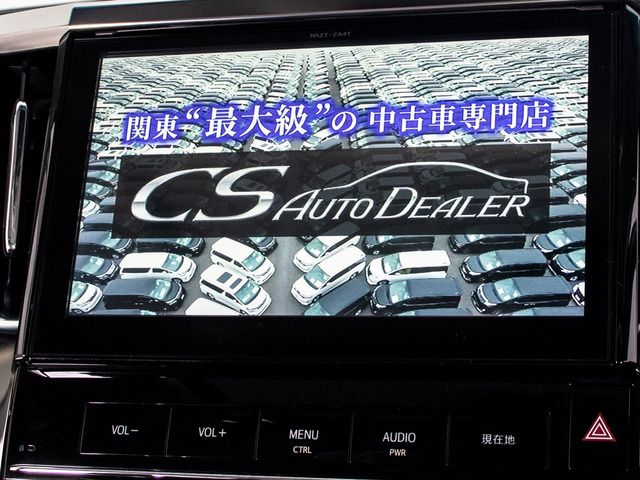 NSZT-ZA4T
関東“最大級”の 中古車専門店
CS AUTO DEALER
VOL−
VOL+
MENU
CTRL
AUDIO
PWR
現在地